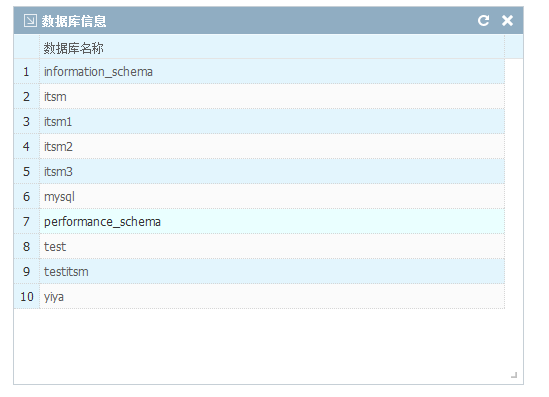 数据库信息
数据库名称
1 information_schema
2 itsm
3 itsm1
4 itsm2
5 itsm3
6 mysql
7 performance_schema
8 test
9 testitsm
10 yiya